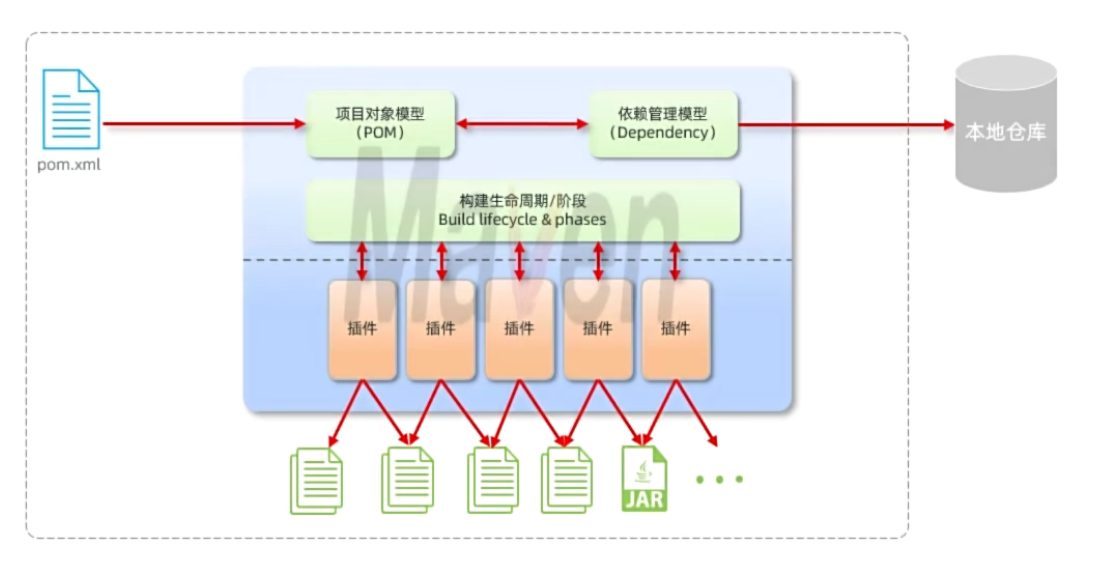 pom.xml
项目对象模型
（POM）
依赖管理模型
（Dependency）
本地仓库
构建生命周期/阶段
Build lifecycle & phases
Maven
插件
插件
插件
插件
插件
JAR